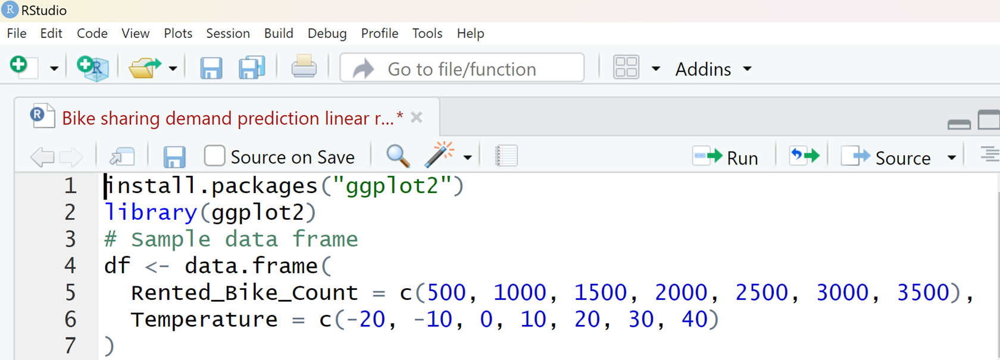 RStudio
File Edit Code View Plots Session Build Debug Profile Tools Help
Go to file/function Addins
Bike sharing demand prediction linear r...*
Source on Save Run Source
1 install.packages("ggplot2")
2 library(ggplot2)
3 # Sample data frame
4 df <- data.frame(
5 Rented_Bike_Count = c(500, 1000, 1500, 2000, 2500, 3000, 3500),
6 Temperature = c(-20, -10, 0, 10, 20, 30, 40)
7 )